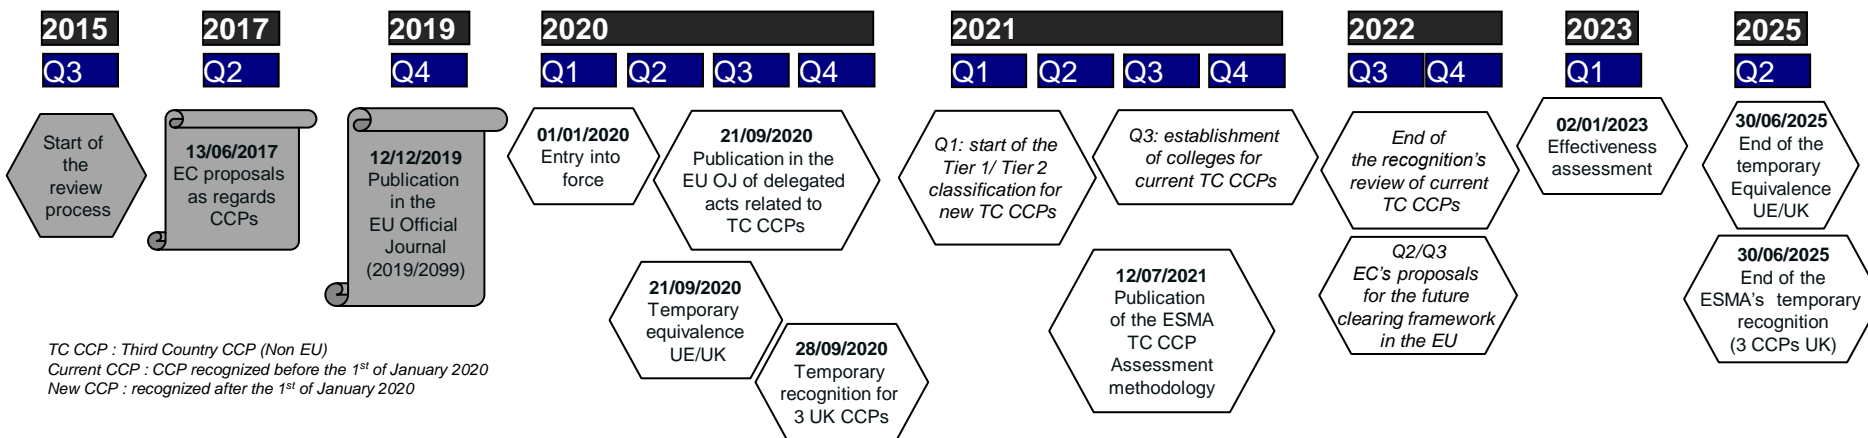 2015
2017
2019
2020
2021
2022
2023
2025
Q3
Q2
Q4
Q1
Q2
Q3
Q4
Q1
Q2
Q3
Q4
Q3
Q4
Q1
Q2
Start of
the
review
process
13/06/2017
EC proposals
as regards
CCPs
12/12/2019
Publication
in the
EU Official
Journal
(2019/2099)
01/01/2020
Entry into
force
21/09/2020
Publication in the
EU OJ of delegated
acts related to
TC CCPs
21/09/2020
Temporary
equivalence
UE/UK
28/09/2020
Temporary
recognition for
3 UK CCPs
Q1: start of the
Tier 1/ Tier 2
classification for
new TC CCPs
Q3: establishment
of colleges for
current TC CCPs
12/07/2021
Publication
of the ESMA
TC CCP
Assessment
methodology
End of
the recognition's
review of current
TC CCPs
Q2/Q3
EC's proposals
for the future
clearing framework
in the EU
02/01/2023
Effectiveness
assessment
30/06/2025
End of the
temporary
Equivalence
UE/UK
30/06/2025
End of the
ESMA's temporary
recognition
(3 CCPs UK)
TC CCP : Third Country CCP (Non EU)
Current CCP : CCP recognized before the 1st of January 2020
New CCP : recognized after the 1st of January 2020